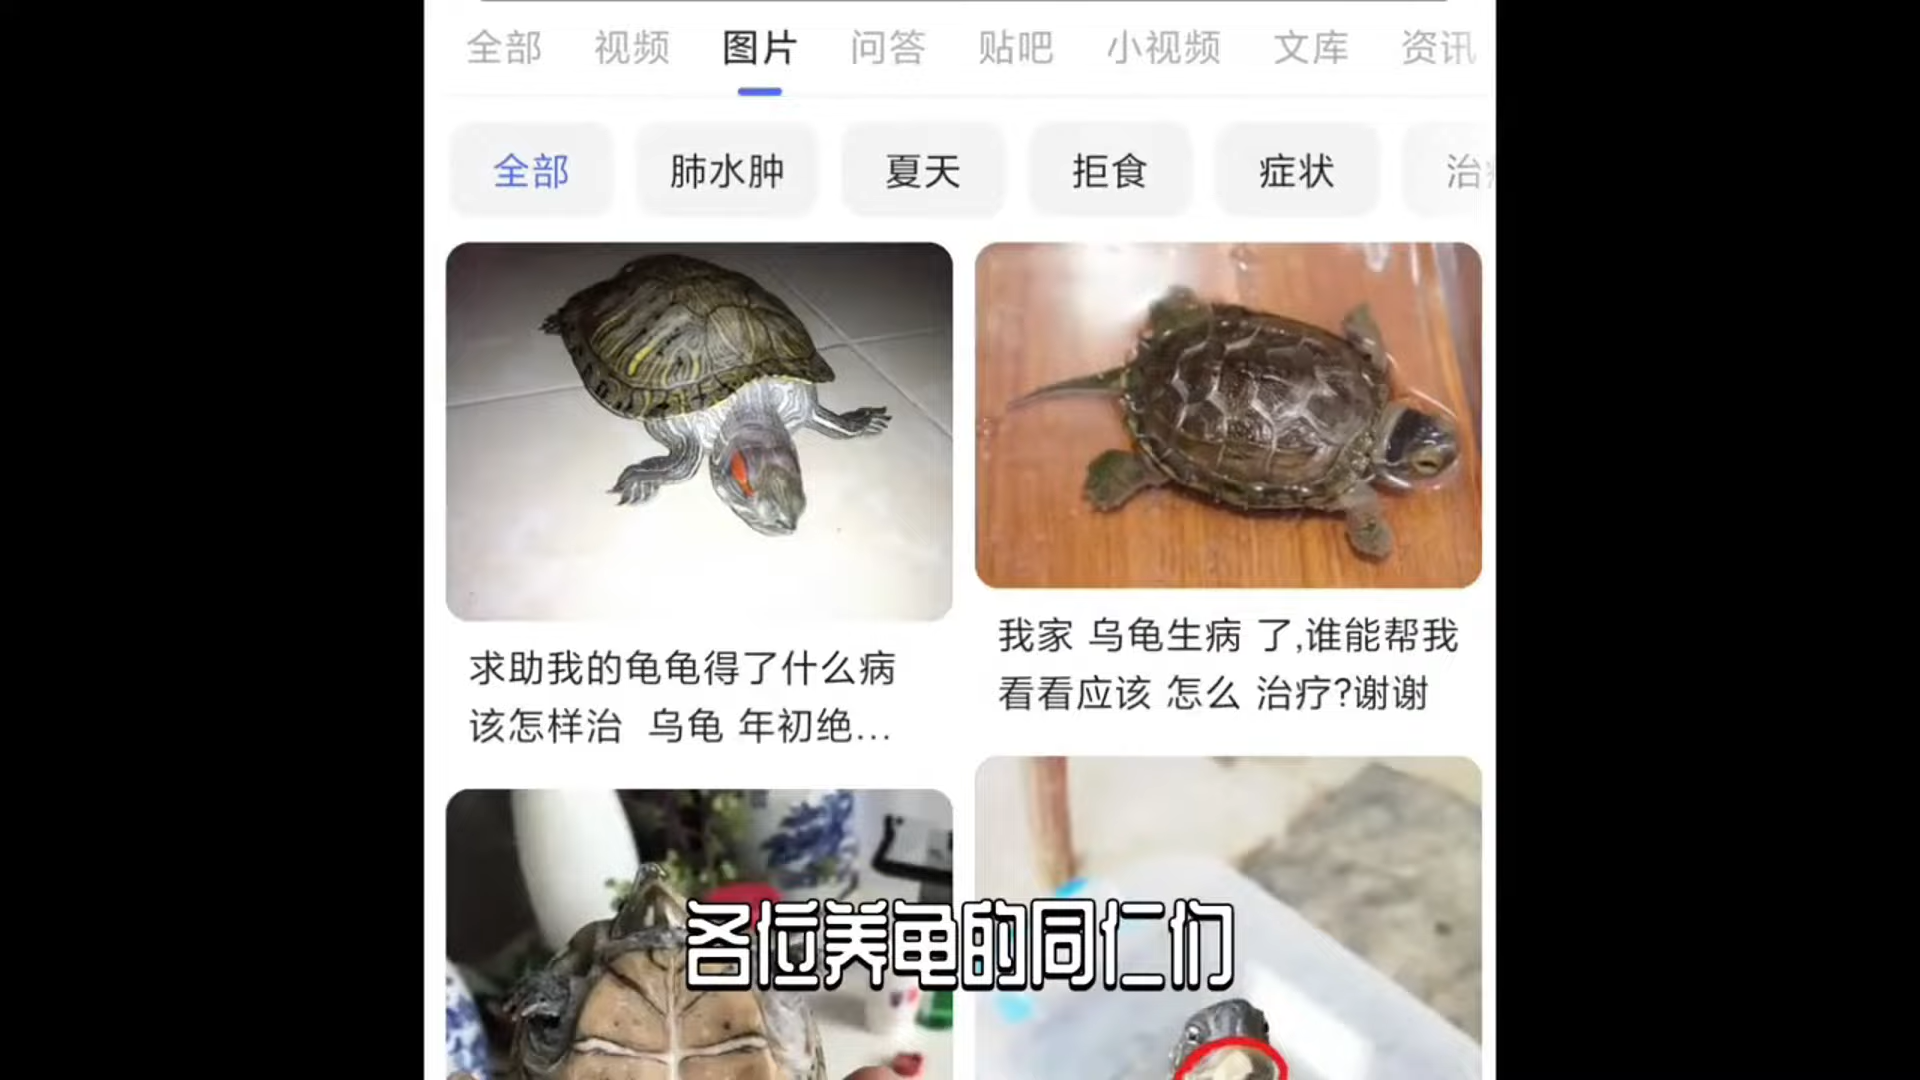 全部 视频 图片 问答 贴吧 小视频 文库 资讯
全部 肺水肿 夏天 拒食 症状 治
求助我的龟龟得了什么病
该怎样治 乌龟 年初绝...
我家 乌龟生病 了,谁能帮我
看看应该 怎么 治疗?谢谢
各位养龟的同仁们